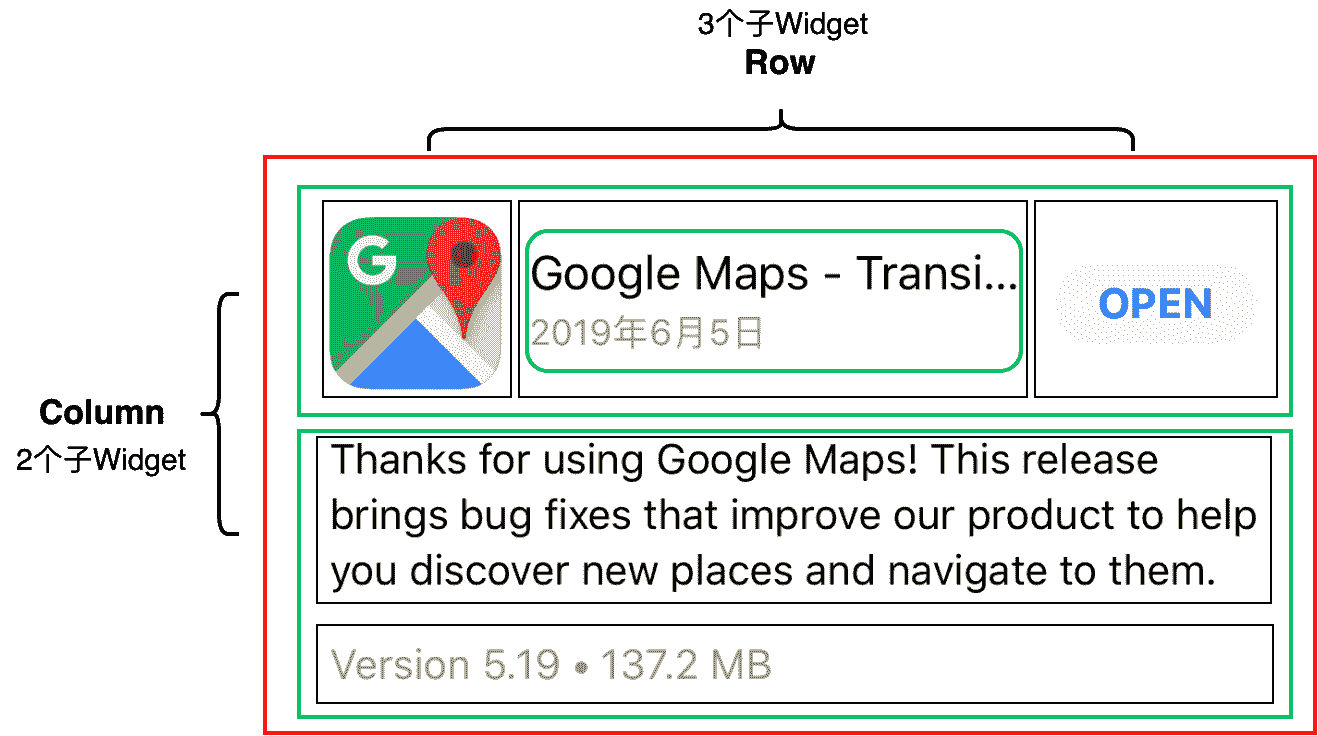 3个子Widget
Row
Google Maps - Transi...
2019年6月5日
OPEN
Column
2个子Widget
Thanks for using Google Maps! This release
brings bug fixes that improve our product to help
you discover new places and navigate to them.
Version 5.19 • 137.2 MB